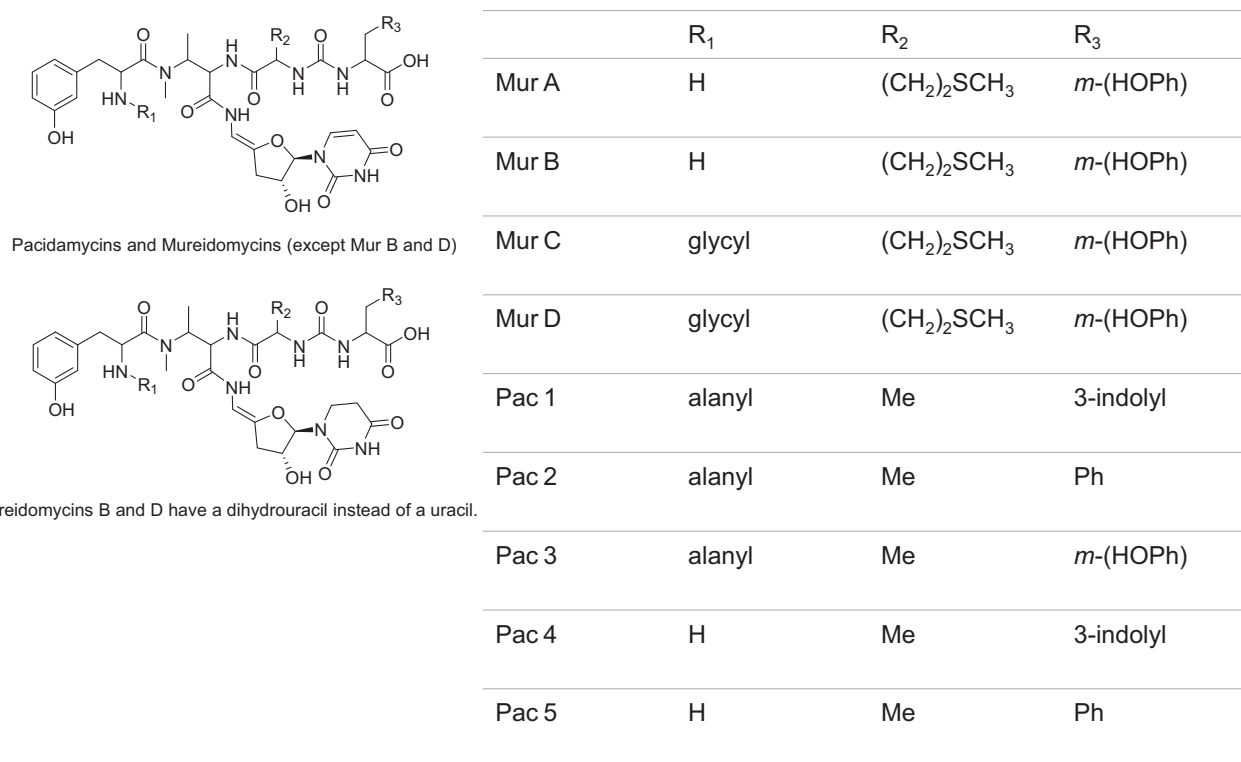 R3
O
R2
O
H
N
OH
N
N
H
N
H
O
O
HN
R1
O
NH
OH
O
N
O
NH
O
OH
Pacidamycins and Mureidomycins (except Mur B and D)
R3
O
R2
O
H
N
OH
N
N
H
N
H
O
O
HN
R1
O
NH
OH
O
N
O
NH
O
OH
reidomycins B and D have a dihydrouracil instead of a uracil.
R1 R2 R3
Mur A H (CH2)2SCH3 m-(HOPh)
Mur B H (CH2)2SCH3 m-(HOPh)
Mur C glycyl (CH2)2SCH3 m-(HOPh)
Mur D glycyl (CH2)2SCH3 m-(HOPh)
Pac 1 alanyl Me 3-indolyl
Pac 2 alanyl Me Ph
Pac 3 alanyl Me m-(HOPh)
Pac 4 H Me 3-indolyl
Pac 5 H Me Ph